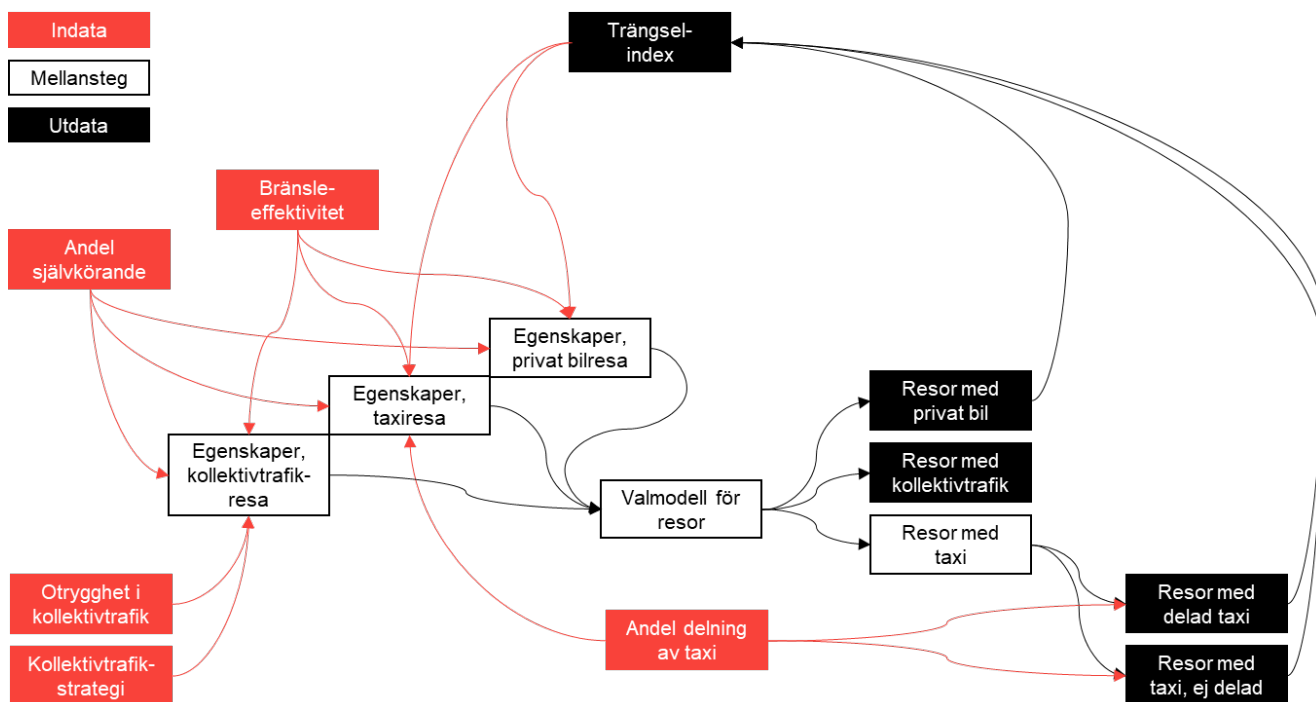 Indata
Mellansteg
Utdata
Trängsel-
index
Bränsle-
effektivitet
Andel
självkörande
Egenskaper,
privat bilresa
Egenskaper,
taxiresa
Egenskaper,
kollektivtrafik-
resa
Valmodell för
resor
Resor med
privat bil
Resor med
kollektivtrafik
Resor med
taxi
Otrygghet i
kollektivtrafik
Kollektivtrafik-
strategi
Andel delning
av taxi
Resor med
delad taxi
Resor med
taxi, ej delad